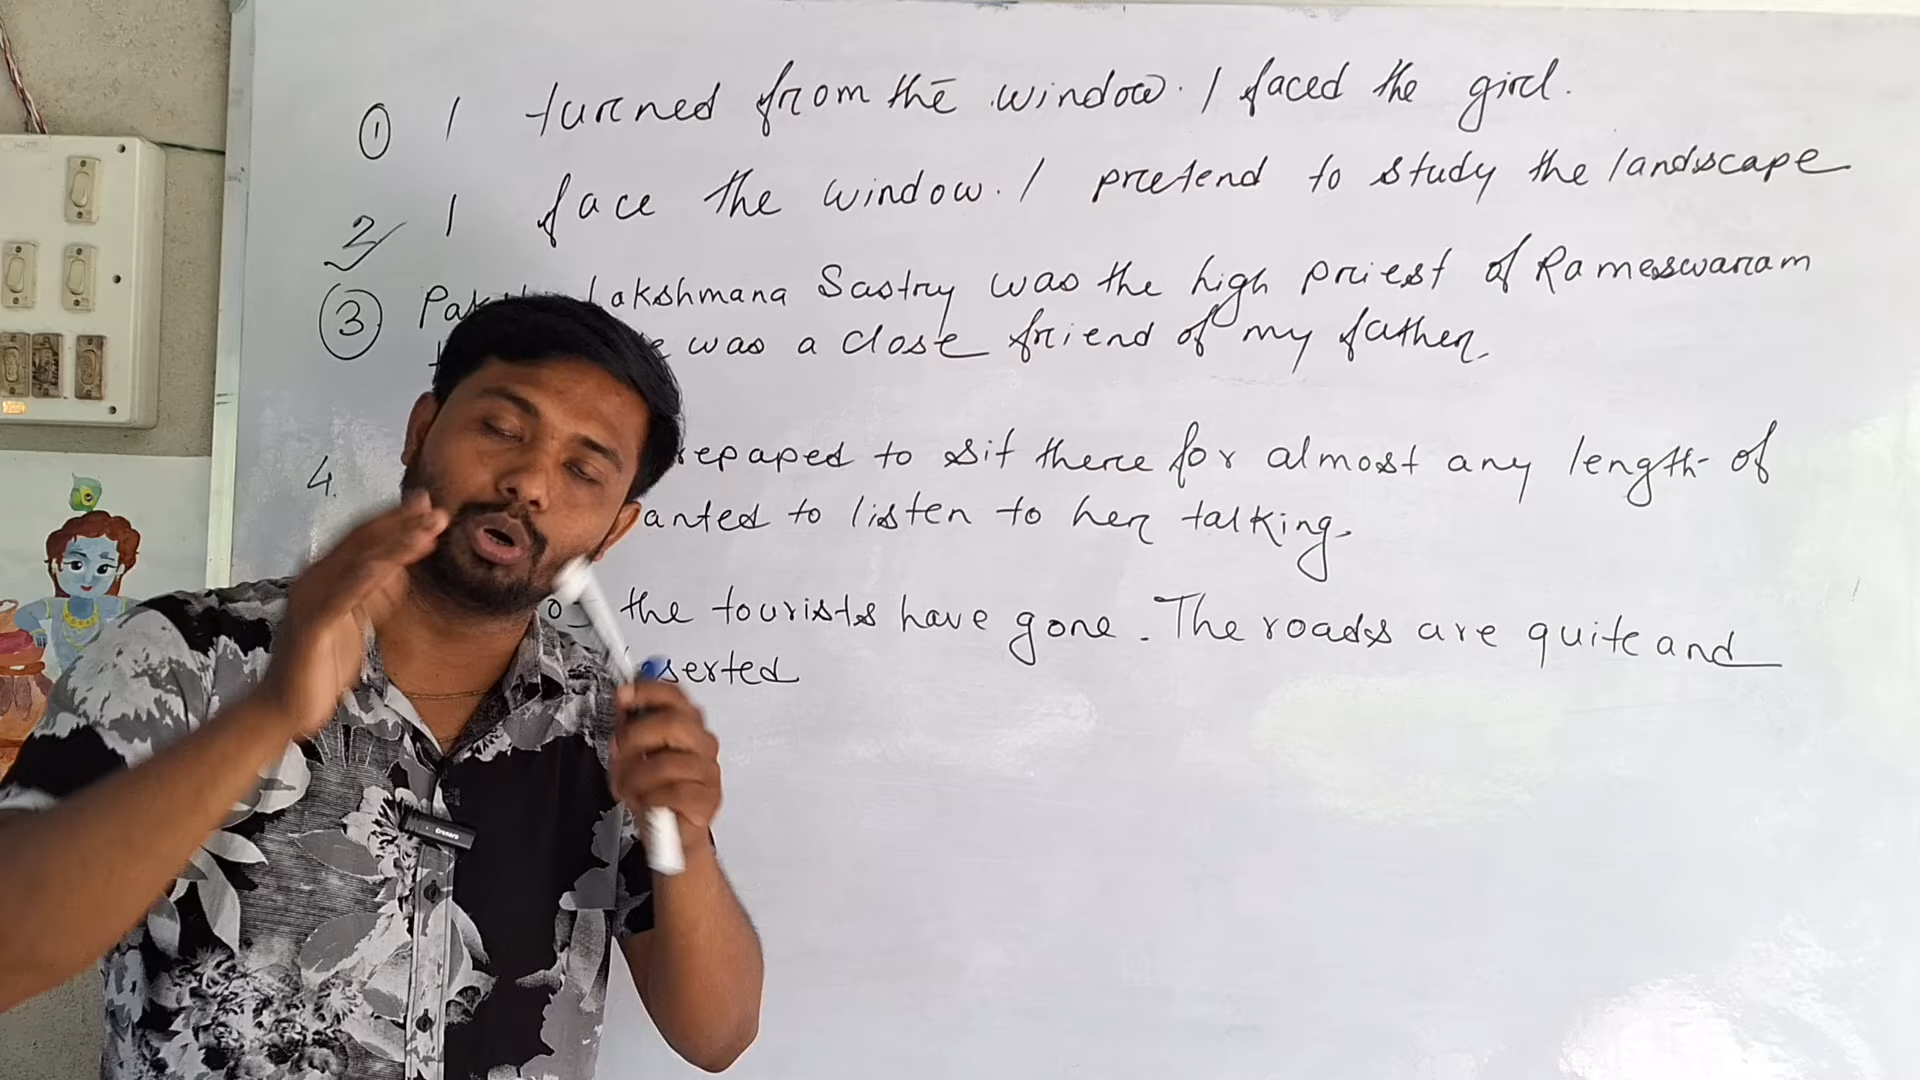 ① I turned from the window. I faced the girl.
2 I face the window. I pretend to study the landscape
③ Lakshmana Sastry was the high priest of Rameswaram
was a close friend of my father.
4. repaped to sit there for almost any length of
anted to listen to her talking.
the tourists have gone. The roads are quite and
serted